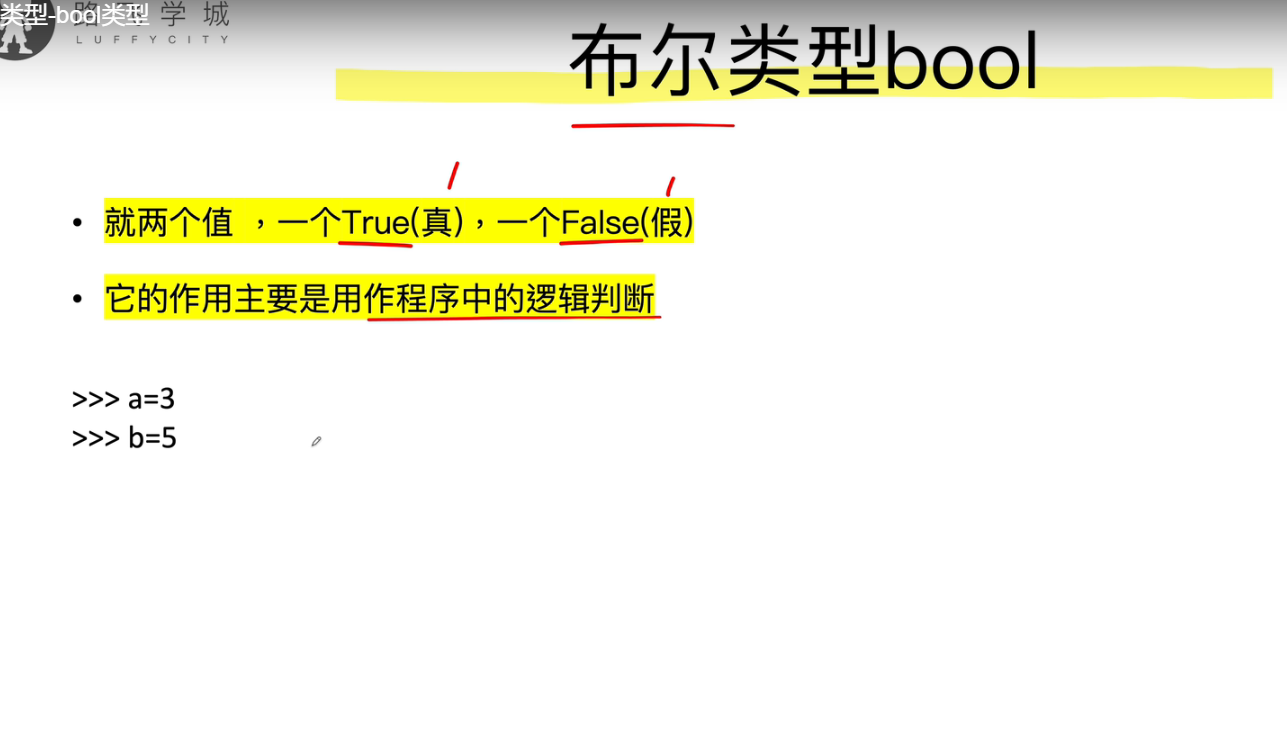 类型-bool类型
学城
LUFFYCITY
布尔类型bool
• 就两个值 ，一个True(真)，一个False(假)
• 它的作用主要是用作程序中的逻辑判断
>>> a=3
>>> b=5